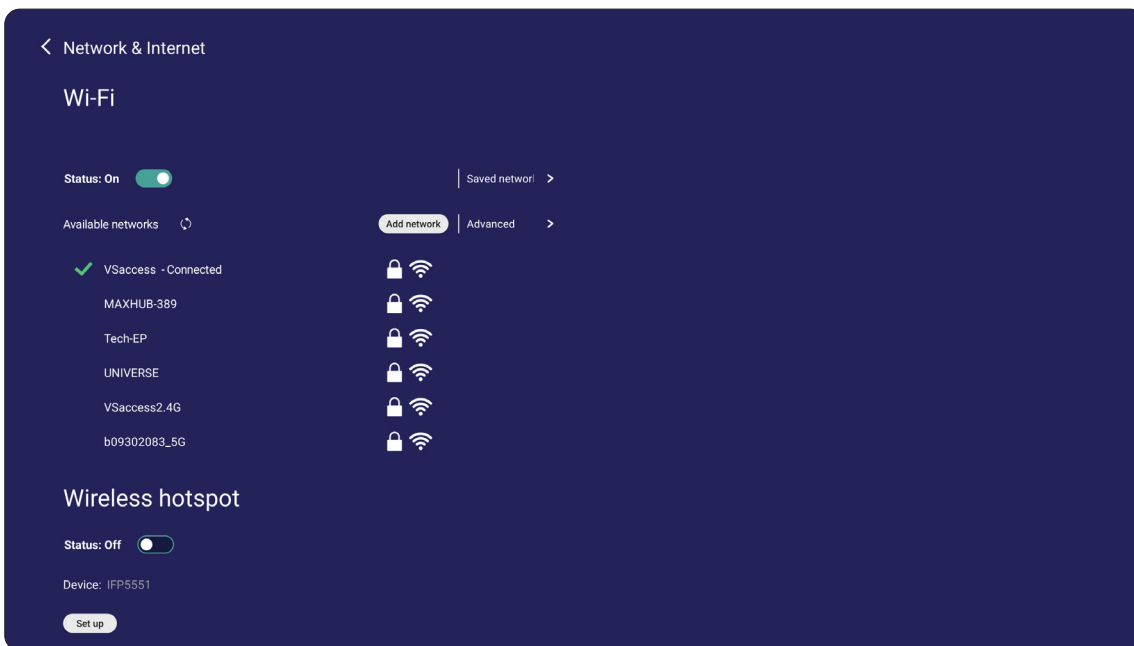 Network & Internet
Wi-Fi
Status: On
Saved networ
Available networks
Add network
Advanced
VSaccess - Connected
MAXHUB-389
Tech-EP
UNIVERSE
VSaccess2.4G
b09302083_5G
Wireless hotspot
Status: Off
Device: IFP5551
Set up